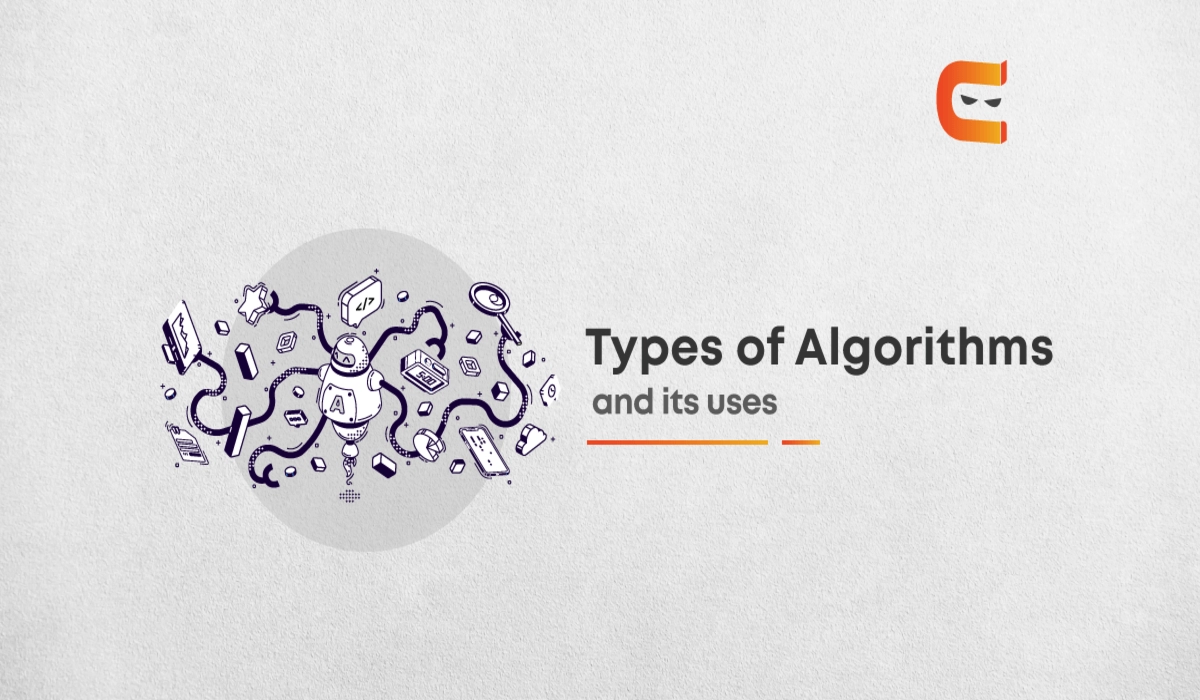 Types of Algorithms
and its uses
</>
A